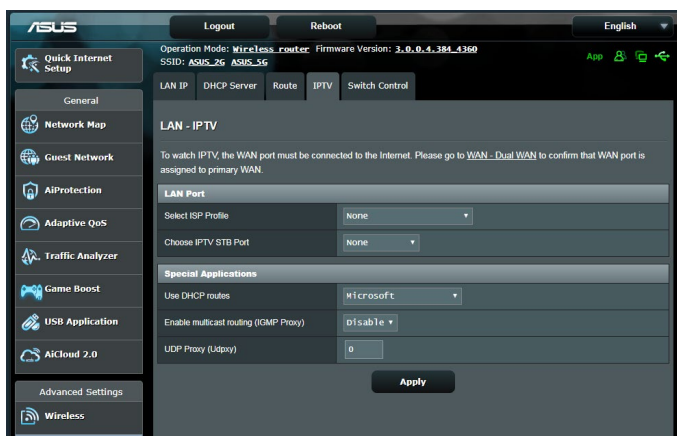 ASUS
Logout
Reboot
English
Quick Internet
Setup
Operation Mode: Wireless router Firmware Version: 3.0.0.4.384_4360
SSID: ASUS_2G ASUS_5G
App
General
Network Map
Guest Network
AiProtection
Adaptive QoS
Traffic Analyzer
Game Boost
USB Application
AiCloud 2.0
Advanced Settings
Wireless
LAN IP
DHCP Server
Route
IPTV
Switch Control
LAN - IPTV
To watch IPTV, the WAN port must be connected to the Internet. Please go to WAN - Dual WAN to confirm that WAN port is
assigned to primary WAN.
LAN Port
Select ISP Profile
None
Choose IPTV STB Port
None
Special Applications
Use DHCP routes
Microsoft
Enable multicast routing (IGMP Proxy)
Disable
UDP Proxy (Udpxy)
0
Apply